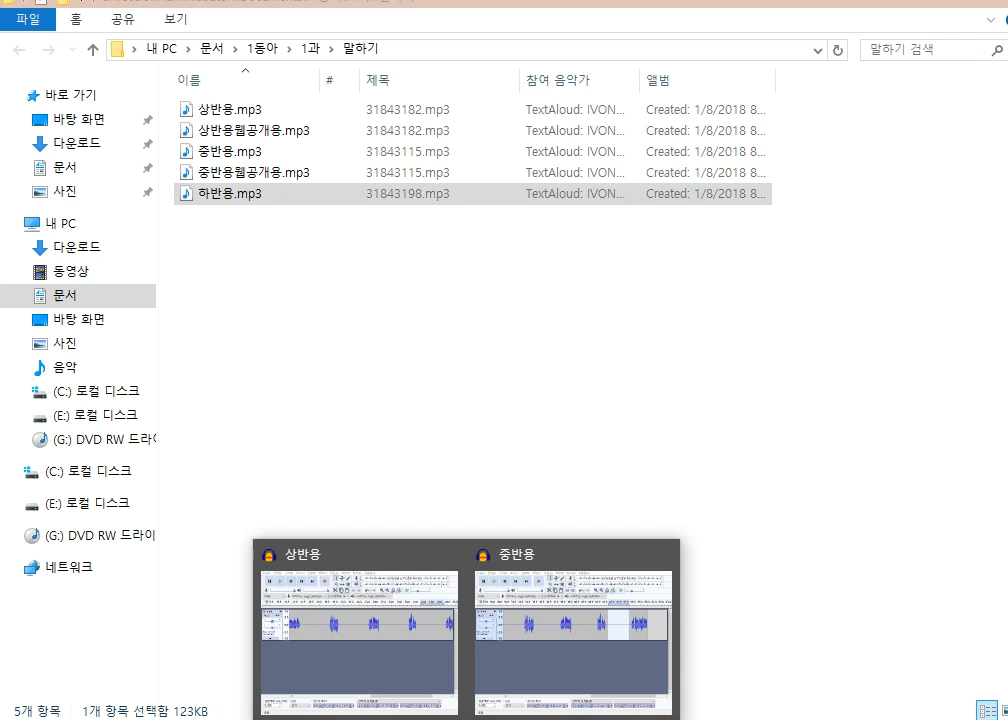 파일 홈 공유 보기
내 PC > 문서 > 1동아 > 1과 > 말하기
말하기 검색
이름 # 제목 참여 음악가 앨범
상반용.mp3 31843182.mp3 TextAloud: IVON... Created: 1/8/2018 8...
상반용웹공개용.mp3 31843182.mp3 TextAloud: IVON... Created: 1/8/2018 8...
중반용.mp3 31843115.mp3 TextAloud: IVON... Created: 1/8/2018 8...
중반용웹공개용.mp3 31843115.mp3 TextAloud: IVON... Created: 1/8/2018 8...
하반용.mp3 31843198.mp3 TextAloud: IVON... Created: 1/8/2018 8...
바로 가기
바탕 화면
다운로드
문서
사진
내 PC
다운로드
동영상
문서
바탕 화면
사진
음악
(C:) 로컬 디스크
(E:) 로컬 디스크
(G:) DVD RW 드라이
(C:) 로컬 디스크
(E:) 로컬 디스크
(G:) DVD RW 드라이
네트워크
상반용
중반용
5개 항목 1개 항목 선택함 123KB